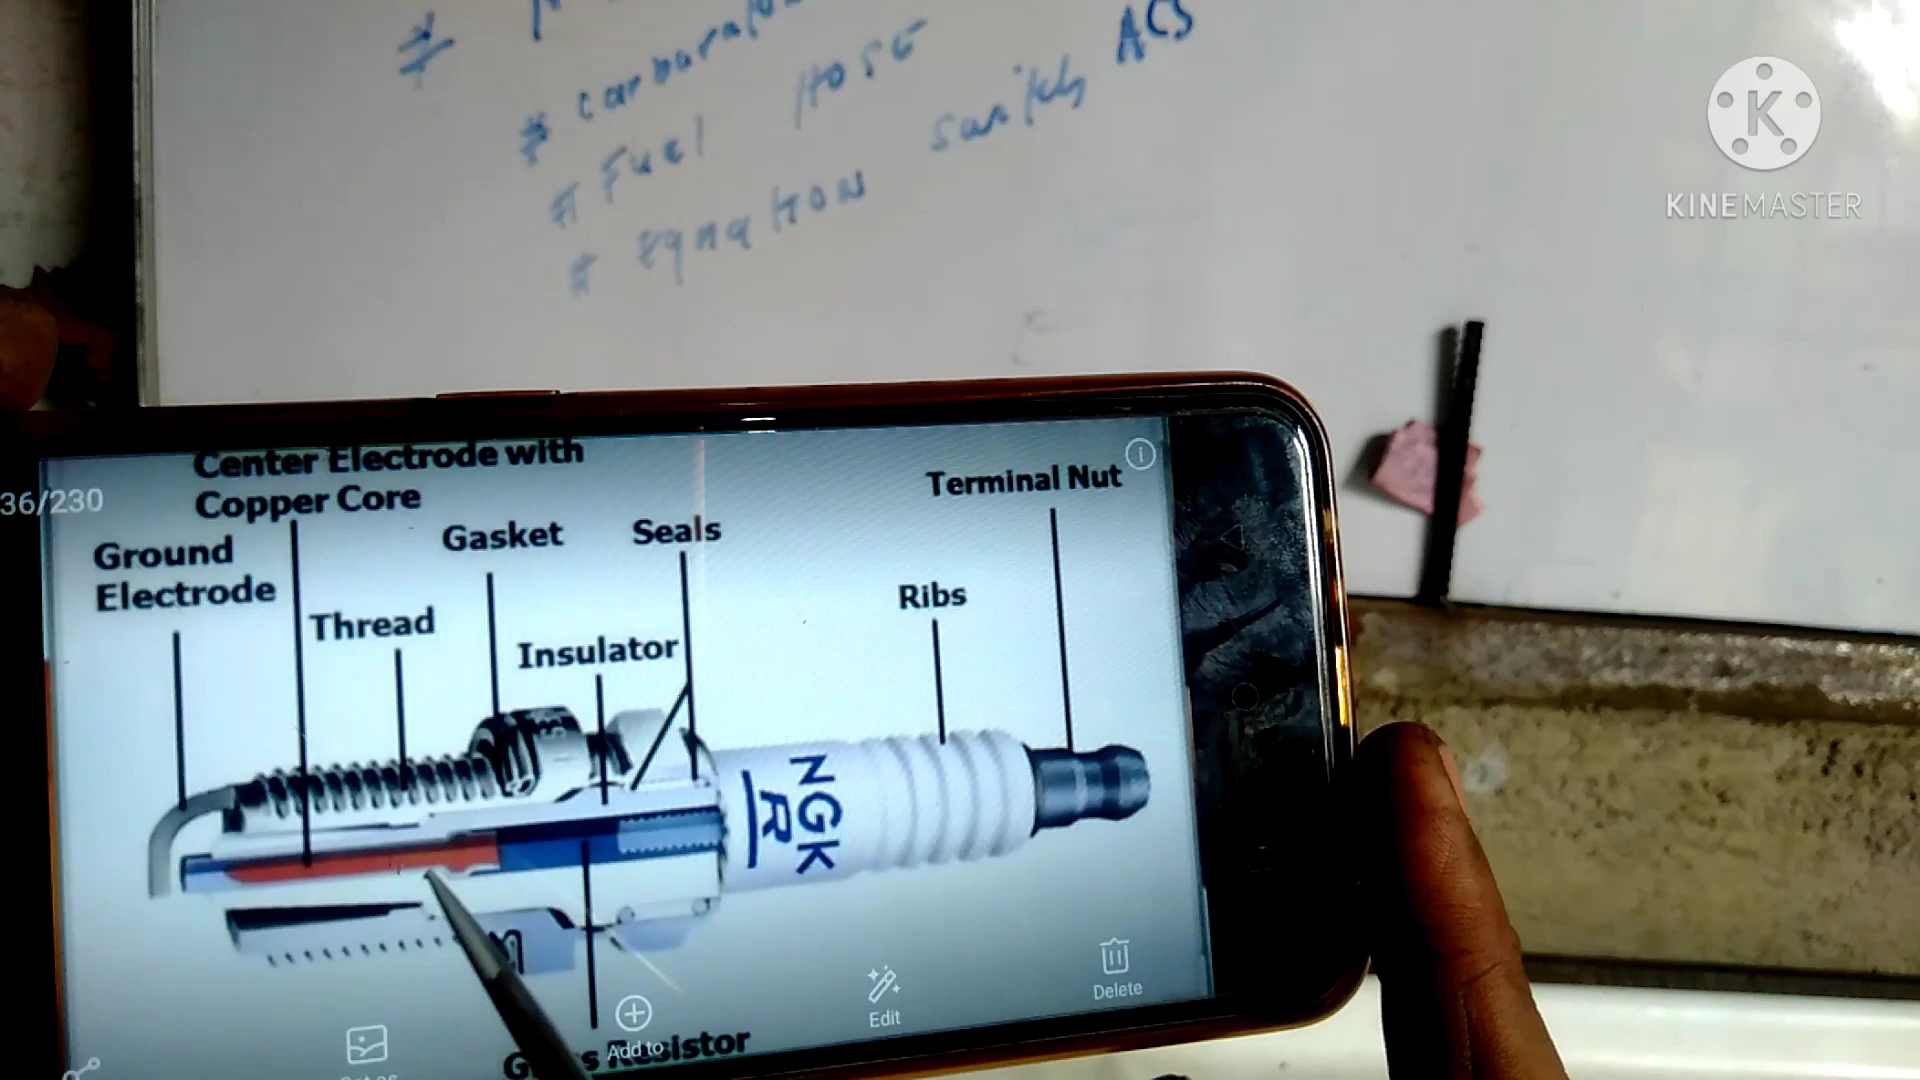 # carborator
# Fuel Hose
# Ignation switch ACS
KINEMASTER
Center Electrode with
Copper Core
36/230
Ground
Electrode
Thread
Gasket
Seals
Insulator
Ribs
Terminal Nut
NGK
R
Resistor
Add to
Edit
Delete